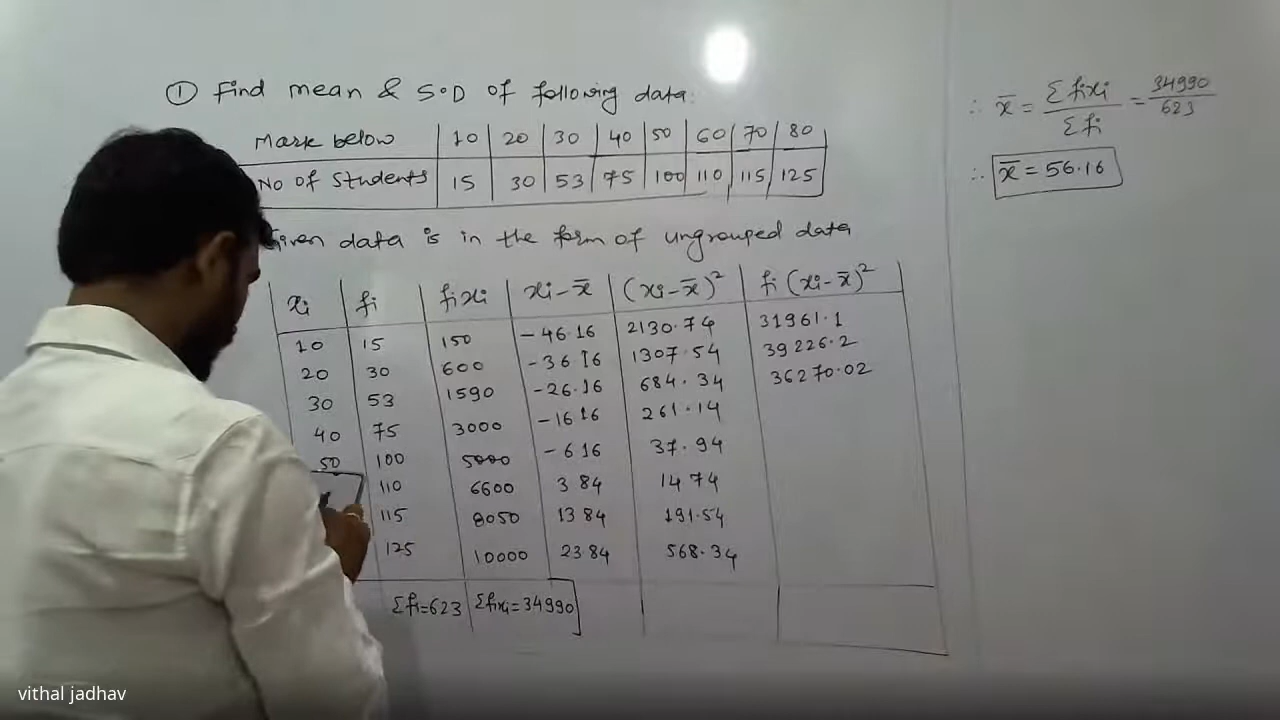 ① Find mean & S.D of following data:
Mark below 10 20 30 40 50 60 70 80
No of Students 15 30 53 75 100 110 115 125
Given data is in the form of ungrouped data
xi fi fixi xi-x̄ (xi-x̄)² fi(xi-x̄)²
10 15 150 -46.16 2130.74 31961.1
20 30 600 -36.16 1307.54 39226.2
30 53 1590 -26.16 684.34 36270.02
40 75 3000 -16.16 261.14
50 100 5000 -6.16 37.94
110 6600 3.84 14.74
115 8050 13.84 191.54
125 10000 23.84 568.34
Σfi=623 Σfixi=34990
∴ x̄ = Σfixi / Σfi = 34990 / 623
∴ x̄ = 56.16
vithal jadhav